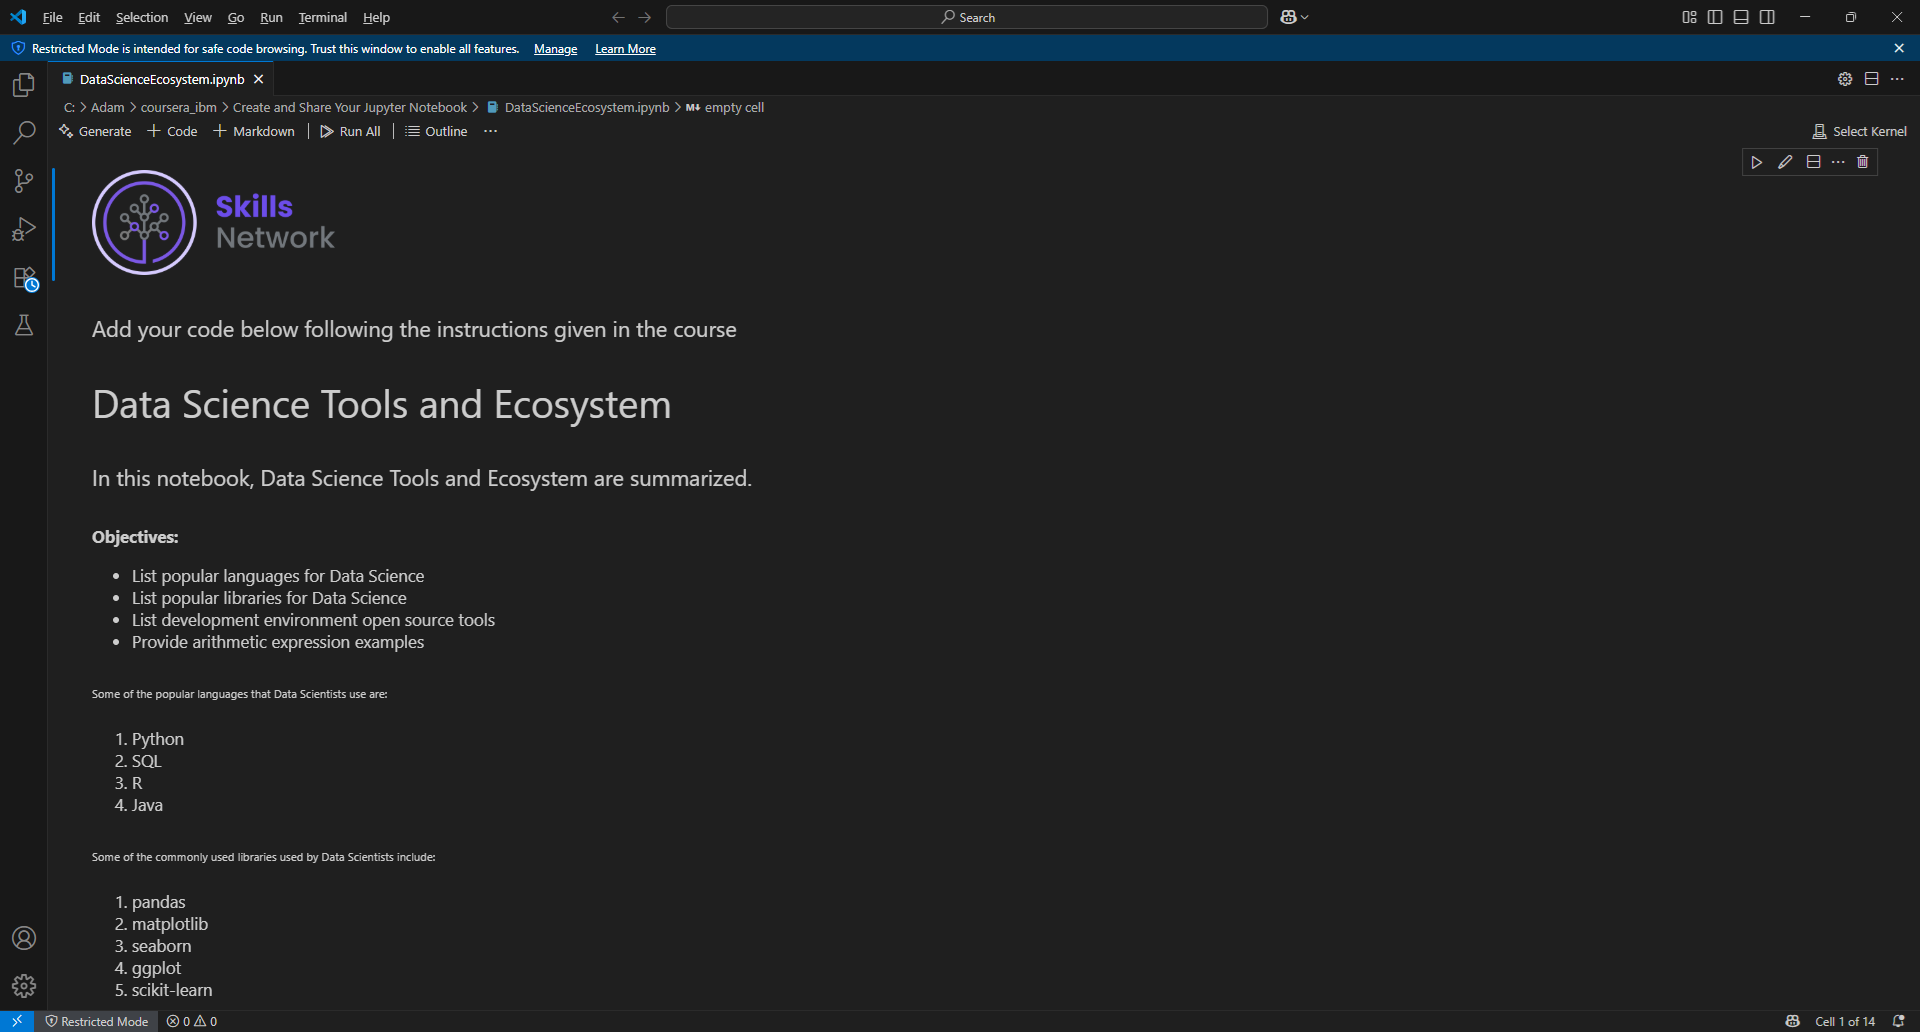 File Edit Selection View Go Run Terminal Help Search
Restricted Mode is intended for safe code browsing. Trust this window to enable all features. Manage Learn More
DataScienceEcosystem.ipynb
C: > Adam > coursera_ibm > Create and Share Your Jupyter Notebook > DataScienceEcosystem.ipynb > M↓ empty cell
Generate + Code + Markdown Run All Outline ··· Select Kernel
Skills
Network
Add your code below following the instructions given in the course
Data Science Tools and Ecosystem
In this notebook, Data Science Tools and Ecosystem are summarized.
Objectives:
• List popular languages for Data Science
• List popular libraries for Data Science
• List development environment open source tools
• Provide arithmetic expression examples
Some of the popular languages that Data Scientists use are:
1. Python
2. SQL
3. R
4. Java
Some of the commonly used libraries used by Data Scientists include:
1. pandas
2. matplotlib
3. seaborn
4. ggplot
5. scikit-learn
Restricted Mode 0 0 Cell 1 of 14